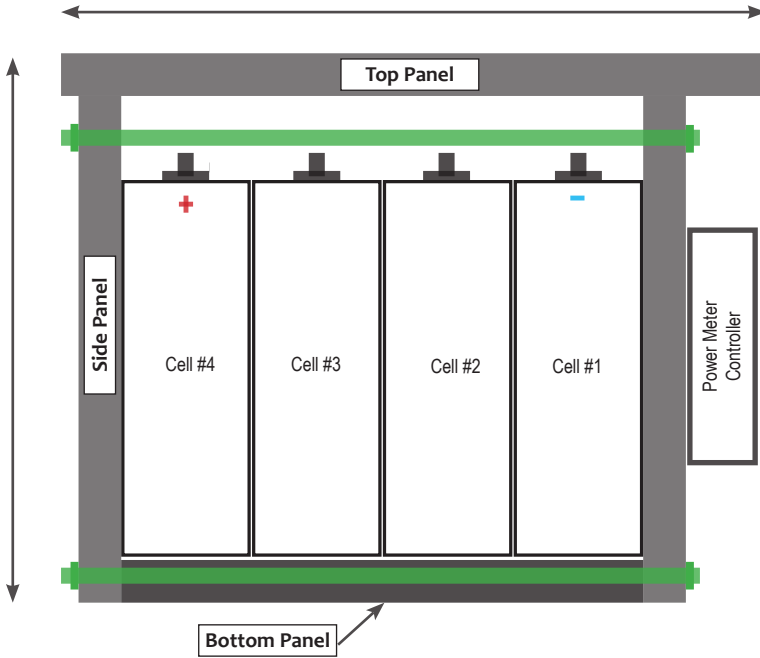 Top Panel
+
−
Side Panel
Cell #4
Cell #3
Cell #2
Cell #1
Power Meter
Controller
Bottom Panel